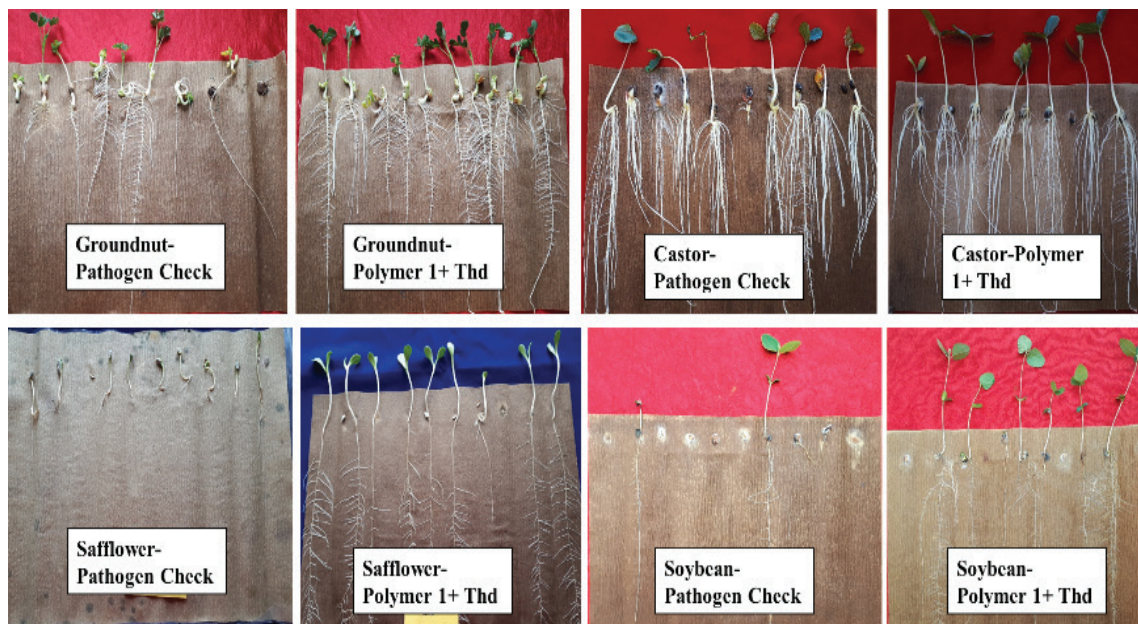 Groundnut-
Pathogen Check
Groundnut-
Polymer 1+ Thd
Castor-
Pathogen Check
Castor-Polymer
1+ Thd
Safflower-
Pathogen Check
Safflower-
Polymer 1+ Thd
Soybean-
Pathogen Check
Soybean-
Polymer 1+ Thd